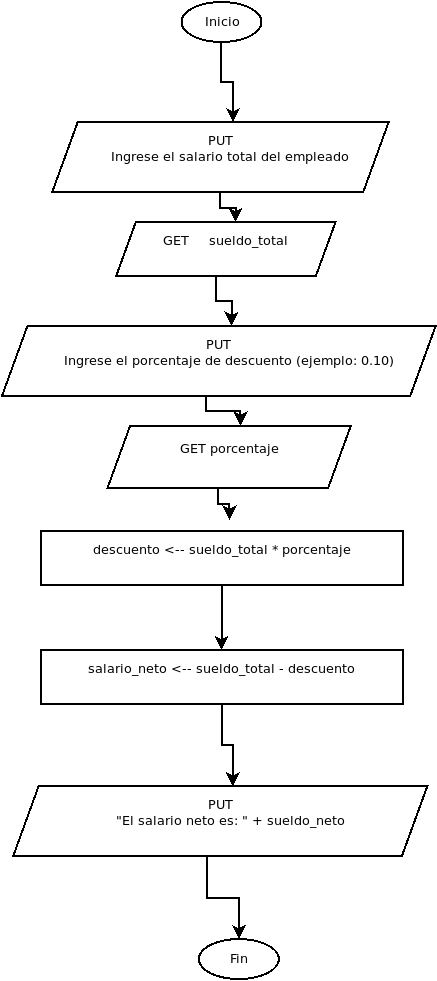 Inicio
PUT
Ingrese el salario total del empleado
GET sueldo_total
PUT
Ingrese el porcentaje de descuento (ejemplo: 0.10)
GET porcentaje
descuento <-- sueldo_total * porcentaje
salario_neto <-- sueldo_total - descuento
PUT
"El salario neto es: " + sueldo_neto
Fin